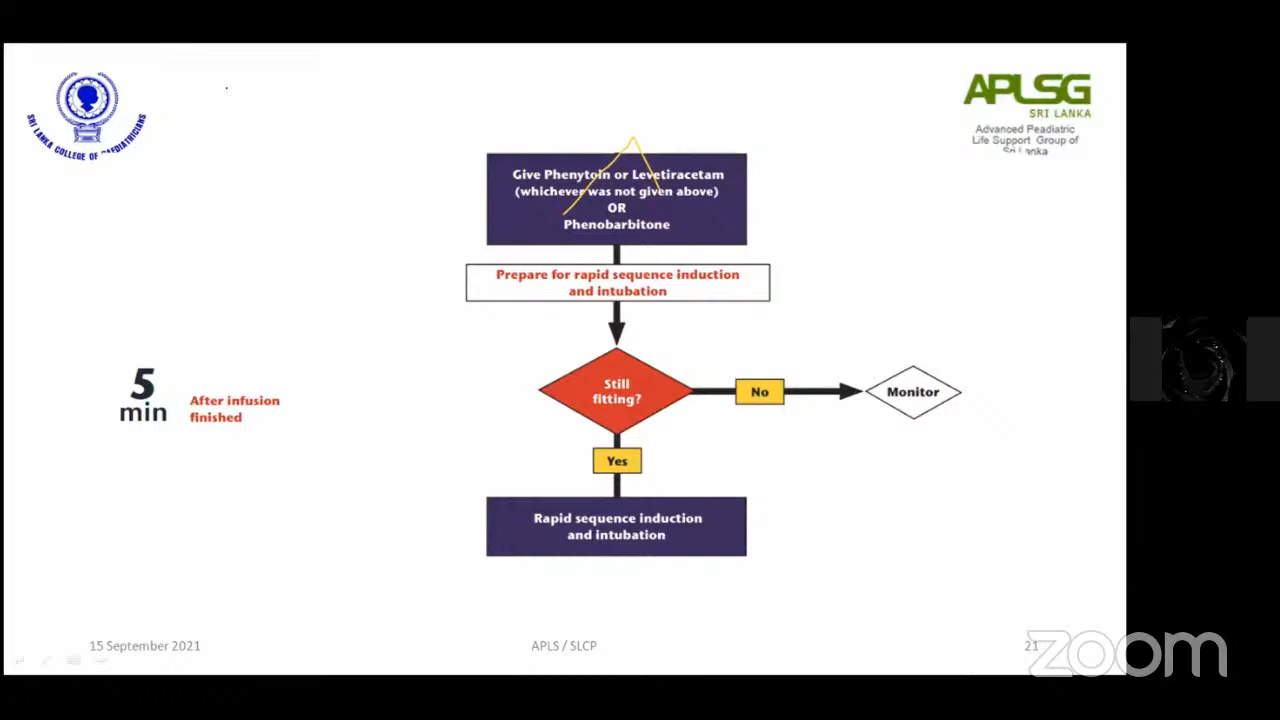 SRI LANKA COLLEGE OF PAEDIATRICIANS
APLSG
SRI LANKA
Advanced Peadiatric
Life Support Group of
Sri Lanka
Give Phenytoin or Levetiracetam
(whichever was not given above)
OR
Phenobarbitone
Prepare for rapid sequence induction
and intubation
5
min
After infusion
finished
Still
fitting?
No
Monitor
Yes
Rapid sequence induction
and intubation
15 September 2021
APLS / SLCP
21
zoom